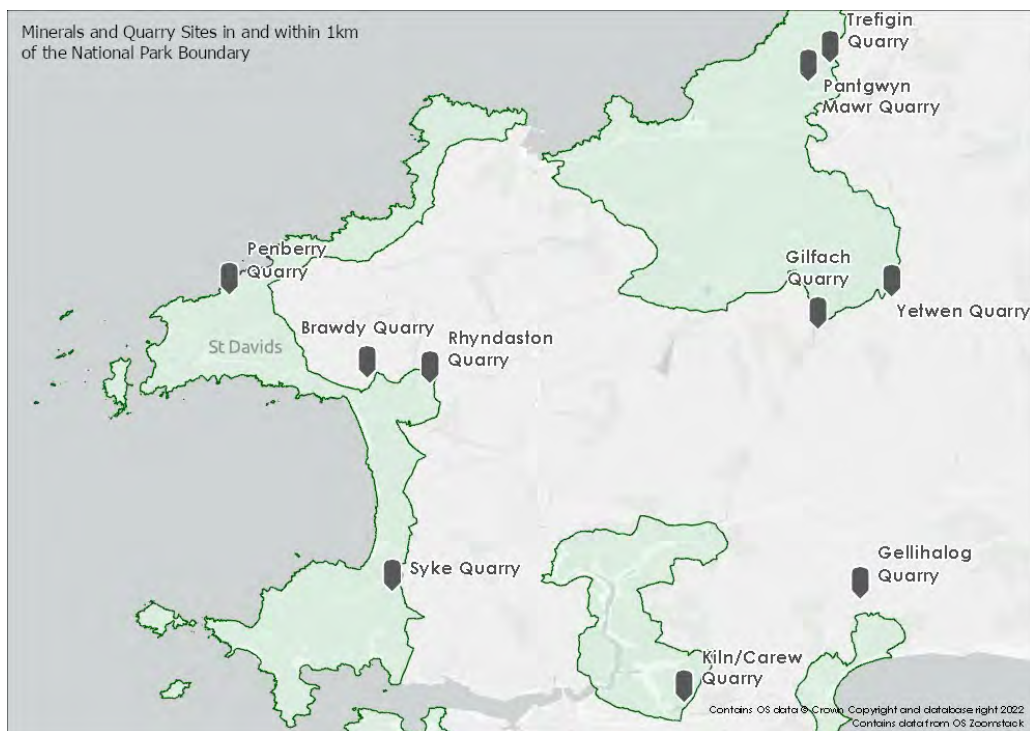 Minerals and Quarry Sites in and within 1km
of the National Park Boundary
Trefigin
Quarry
Pantgwyn
Mawr Quarry
Penberry
Quarry
Gilfach
Quarry
Yetwen Quarry
Brawdy Quarry
Rhyndaston
Quarry
St Davids
Syke Quarry
Gellihalog
Quarry
Kiln/Carew
Quarry
Contains OS data © Crown Copyright and database right 2022
Contains data from OS Zoomstack